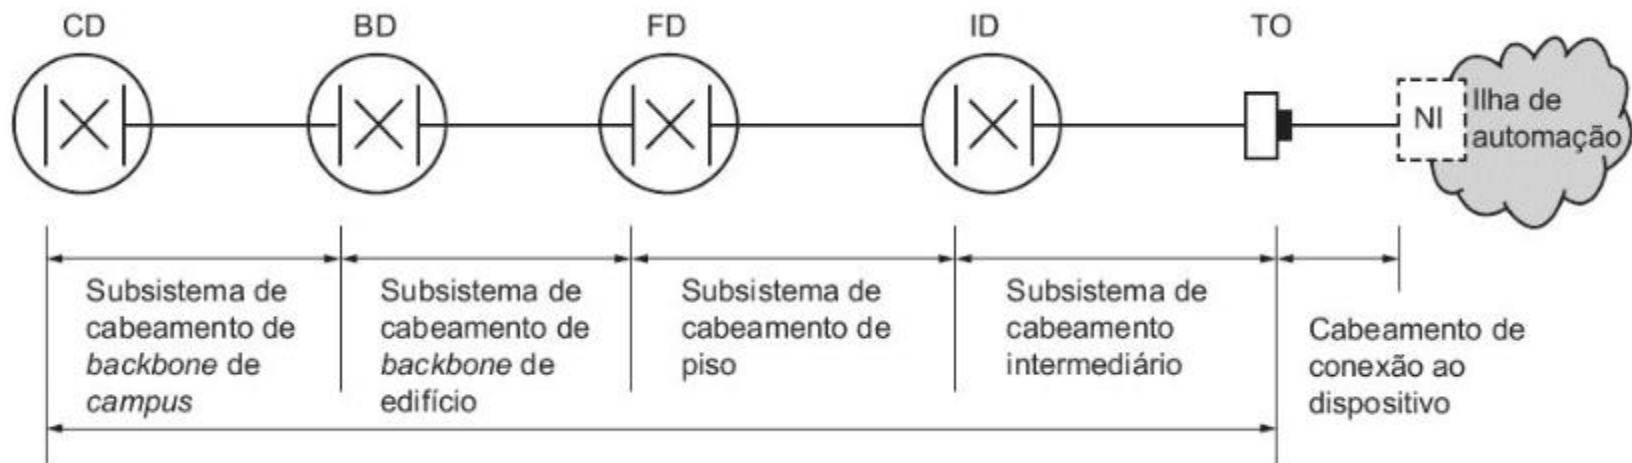 CD
BD
FD
ID
TO
NI
Ilha de
automação
Subsistema de
cabeamento de
backbone de
campus
Subsistema de
cabeamento de
backbone de
edifício
Subsistema de
cabeamento de
piso
Subsistema de
cabeamento
intermediário
Cabeamento de
conexão ao
dispositivo